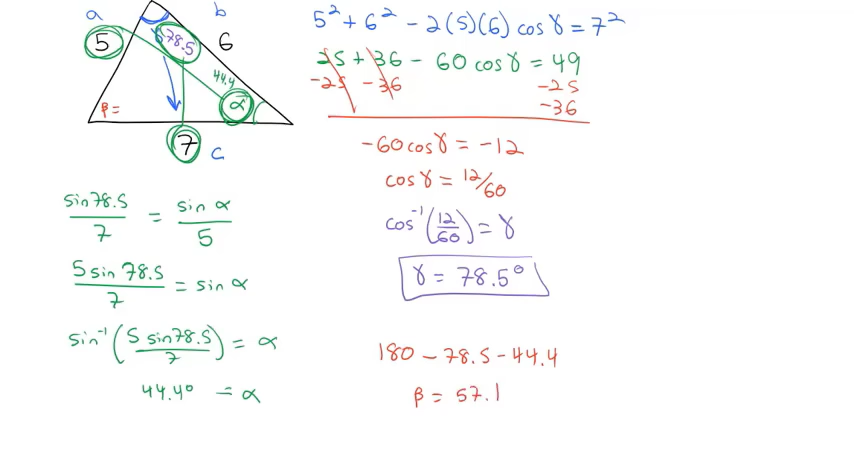 a
b
5
78.5
6
44.4
α
β =
7
c
5² + 6² - 2(5)(6) cos γ = 7²
25 + 36 - 60 cos γ = 49
-25 -36 -25
-36
-60 cos γ = -12
cos γ = 12/60
cos⁻¹(12/60) = γ
γ = 78.5°
sin 78.5/7 = sin α/5
5 sin 78.5/7 = sin α
sin⁻¹(5 sin 78.5/7) = α
44.4° = α
180 - 78.5 - 44.4
β = 57.1